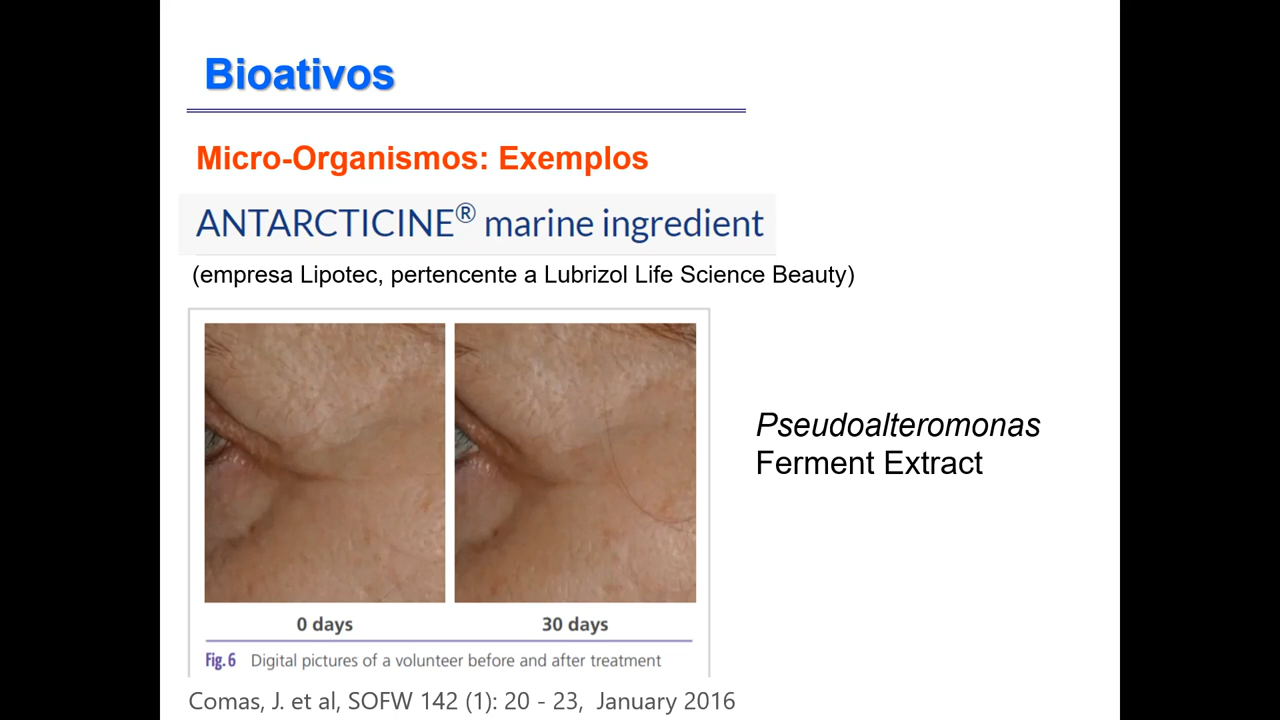 Bioativos
Micro-Organismos: Exemplos
ANTARCTICINE® marine ingredient
(empresa Lipotec, pertencente a Lubrizol Life Science Beauty)
Pseudoalteromonas
Ferment Extract
0 days 30 days
Fig. 6 Digital pictures of a volunteer before and after treatment
Comas, J. et al, SOFW 142 (1): 20 - 23, January 2016